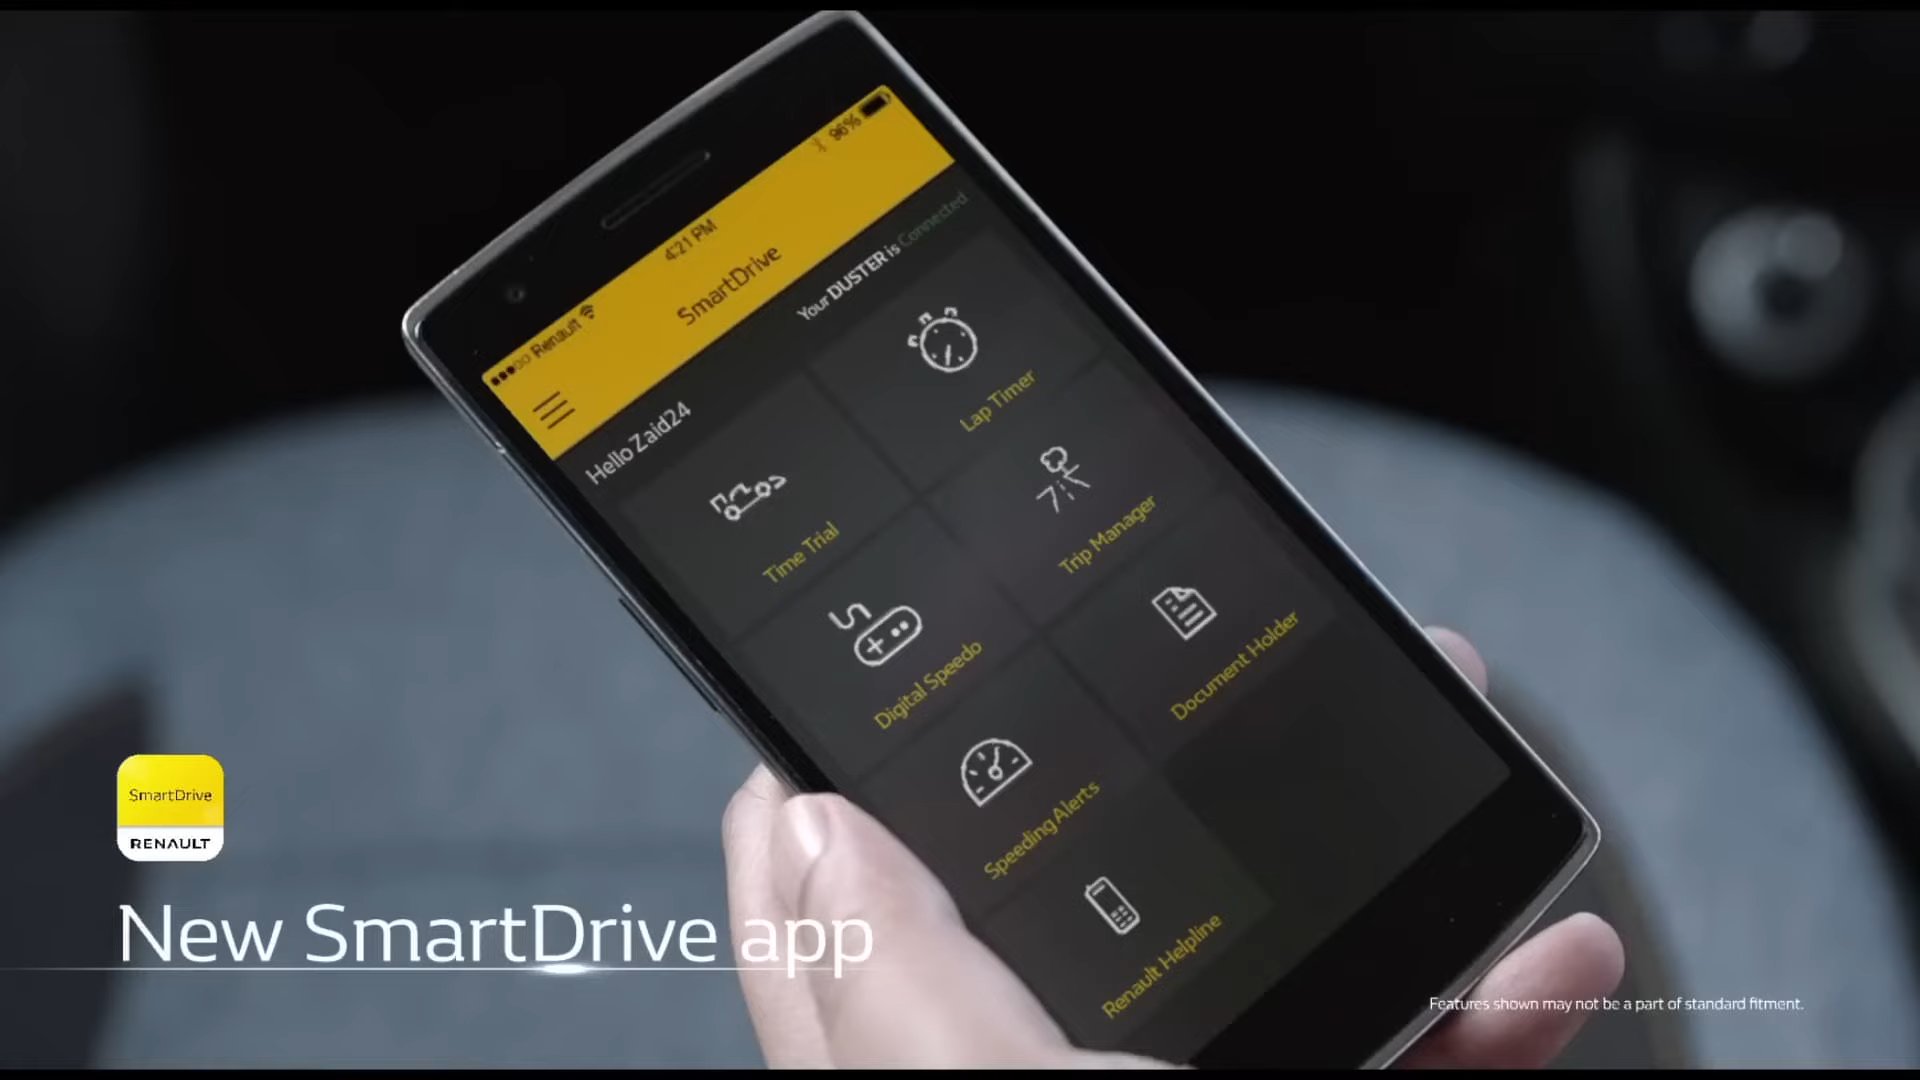 96%
4:21 PM
Renault
SmartDrive
Your DUSTER is Connected
Hello Zaid24
Lap Timer
Time Trial
Trip Manager
Digital Speedo
Document Holder
Speeding Alerts
Renault Helpline
SmartDrive
RENAULT
New SmartDrive app
Features shown may not be a part of standard fitment.